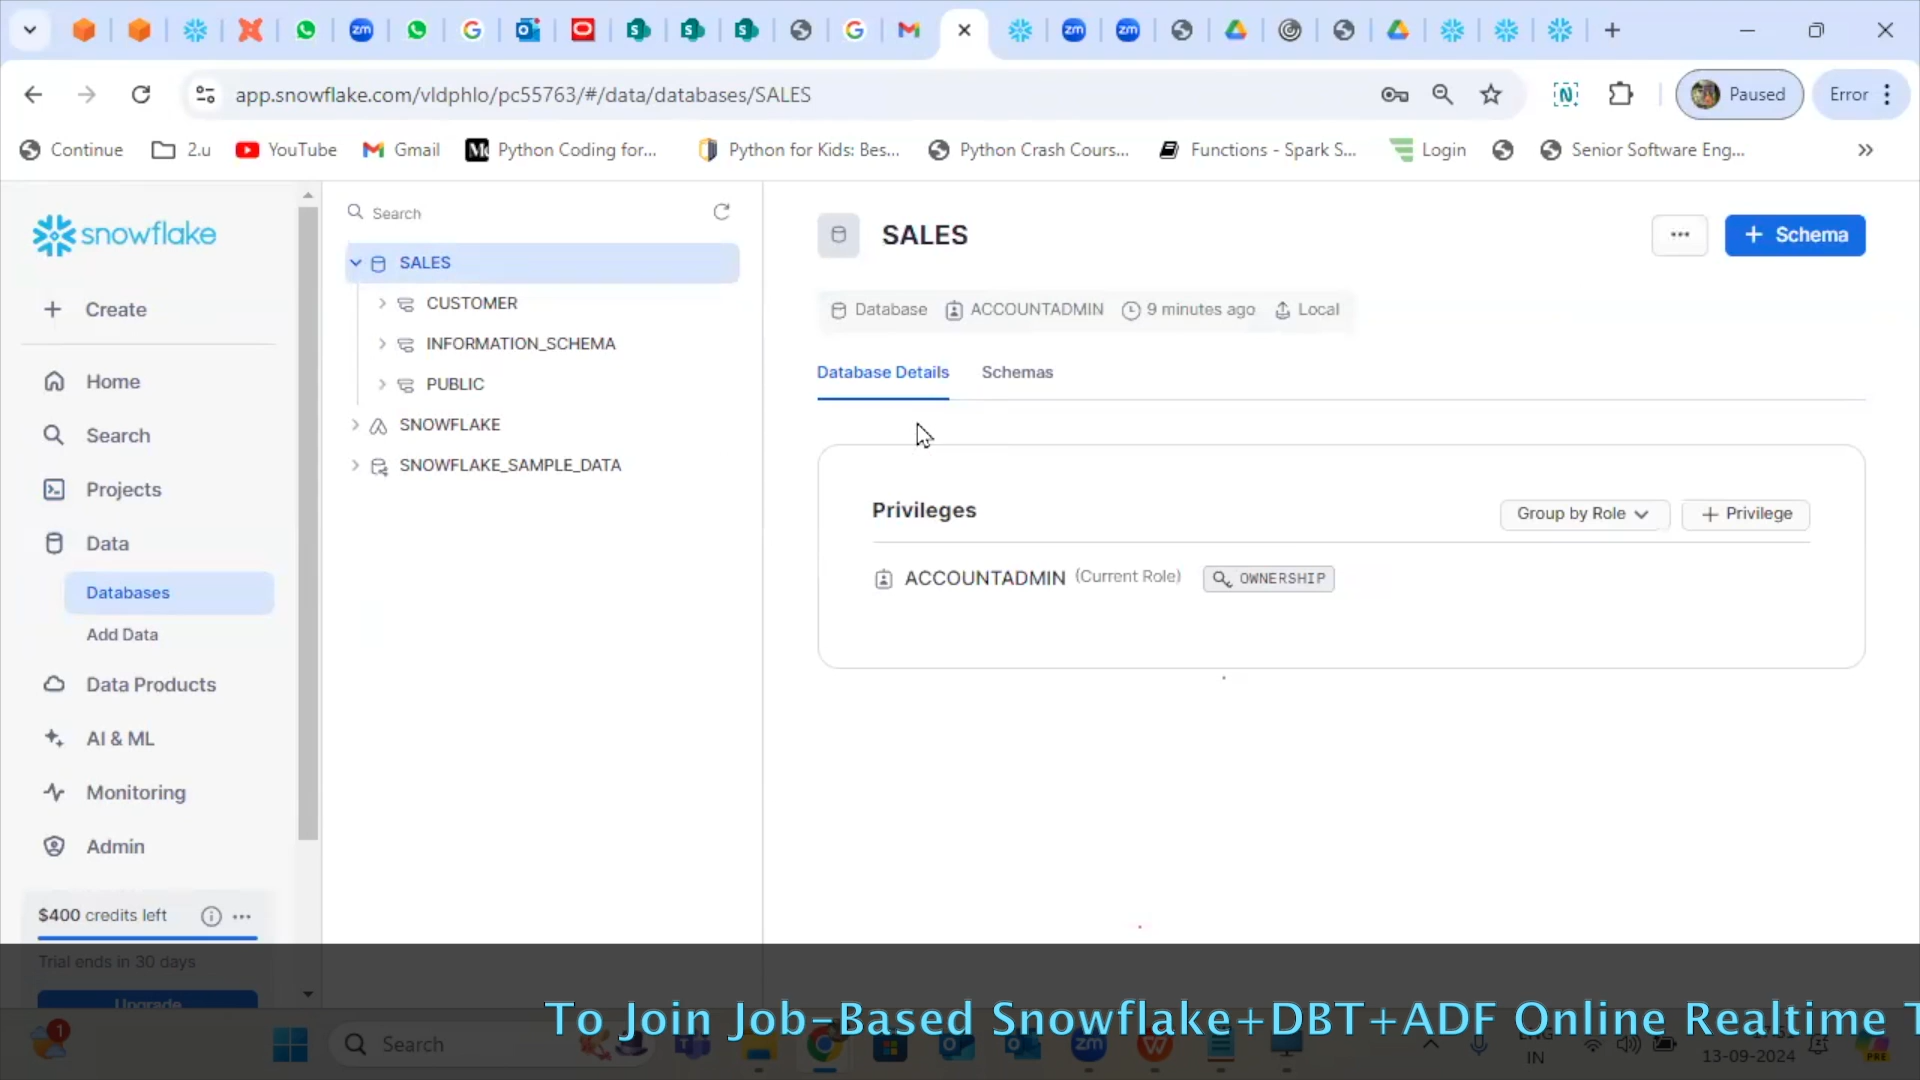 app.snowflake.com/vldphlo/pc55763/#/data/databases/SALES
Paused
Error
Continue
2.u
YouTube
Gmail
Python Coding for...
Python for Kids: Bes...
Python Crash Cours...
Functions - Spark S...
Login
Senior Software Eng...
snowflake
Create
Home
Search
Projects
Data
Databases
Add Data
Data Products
AI & ML
Monitoring
Admin
$400 credits left
Trial ends in 30 days
Upgrade
Search
SALES
CUSTOMER
INFORMATION_SCHEMA
PUBLIC
SNOWFLAKE
SNOWFLAKE_SAMPLE_DATA
SALES
+ Schema
Database
ACCOUNTADMIN
9 minutes ago
Local
Database Details
Schemas
Privileges
Group by Role
+ Privilege
ACCOUNTADMIN (Current Role)
OWNERSHIP
To Join Job-Based Snowflake+DBT+ADF Online Realtime
Search
1
ENG
IN
13-09-2024
PRE